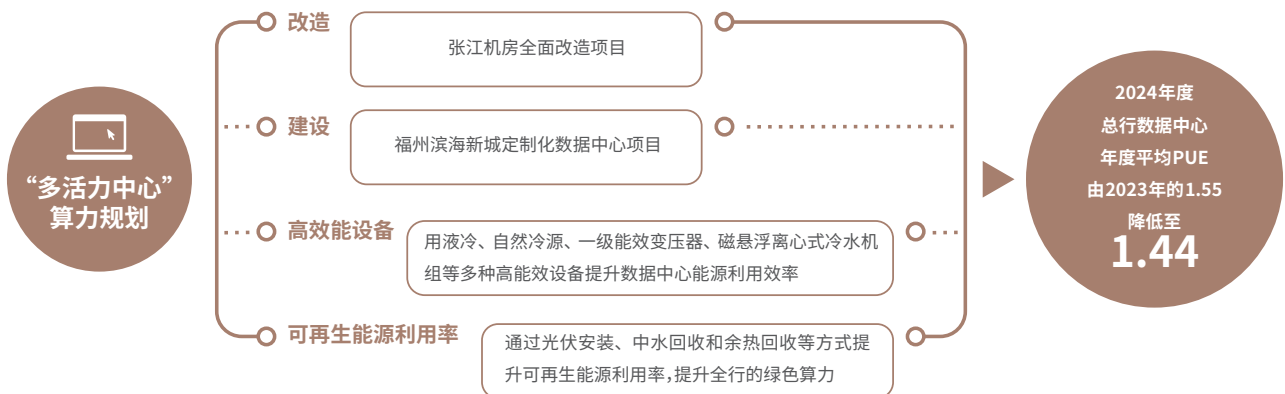 “多活力中心”
算力规划
改造
张江机房全面改造项目
建设
福州滨海新城定制化数据中心项目
高效能设备
用液冷、自然冷源、一级能效变压器、磁悬浮离心式冷水机
组等多种高能效设备提升数据中心能源利用效率
可再生能源利用率
通过光伏安装、中水回收和余热回收等方式提
升可再生能源利用率,提升全行的绿色算力
2024年度
总行数据中心
年度平均PUE
由2023年的1.55
降低至
1.44